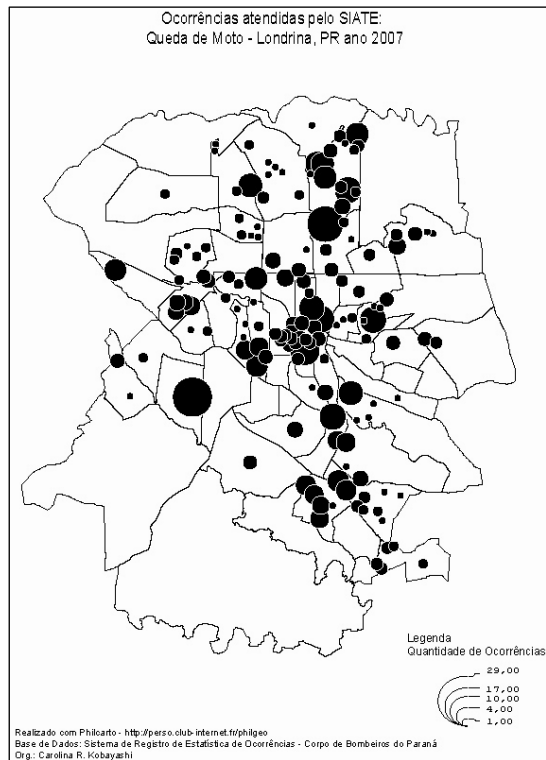 Ocorrências atendidas pelo SIATE:
Queda de Moto - Londrina, PR ano 2007
Legenda
Quantidade de Ocorrências
29,00
17,00
10,00
4,00
1,00
Realizado com Philcarto - http://perso.club-internet.fr/philgeo
Base de Dados: Sistema de Registro de Estatística de Ocorrências - Corpo de Bombeiros do Paraná
Org.: Carolina R. Kobayashi